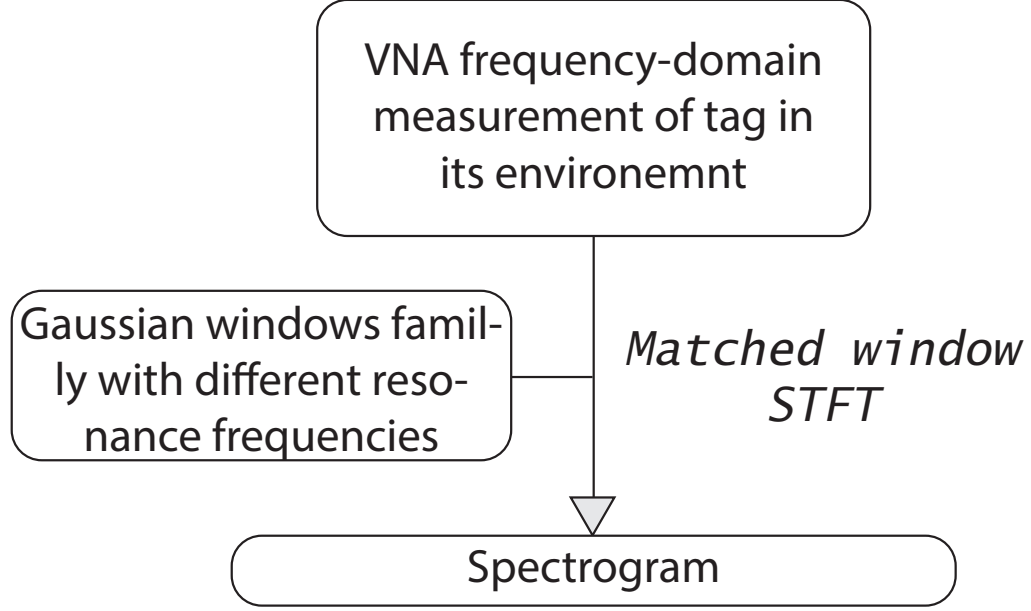 VNA frequency-domain
measurement of tag in
its environemnt
Gaussian windows famil-
ly with different reso-
nance frequencies
Matched window
STFT
Spectrogram